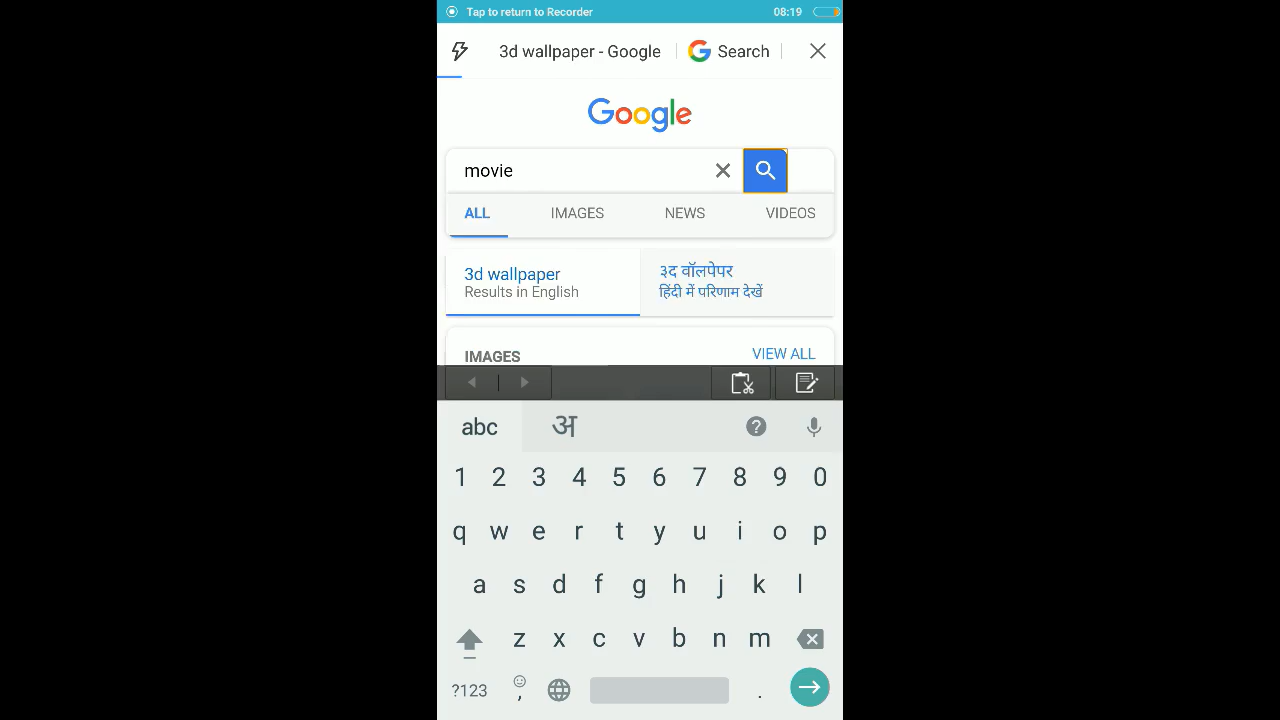 Tap to return to Recorder 08:19
3d wallpaper - Google Search
Google
movie
ALL IMAGES NEWS VIDEOS
3d wallpaper
Results in English
३द वॉलपेपर
हिंदी में परिणाम देखें
IMAGES VIEW ALL
abc अ ?
1 2 3 4 5 6 7 8 9 0
q w e r t y u i o p
a s d f g h j k l
z x c v b n m
?123 , .